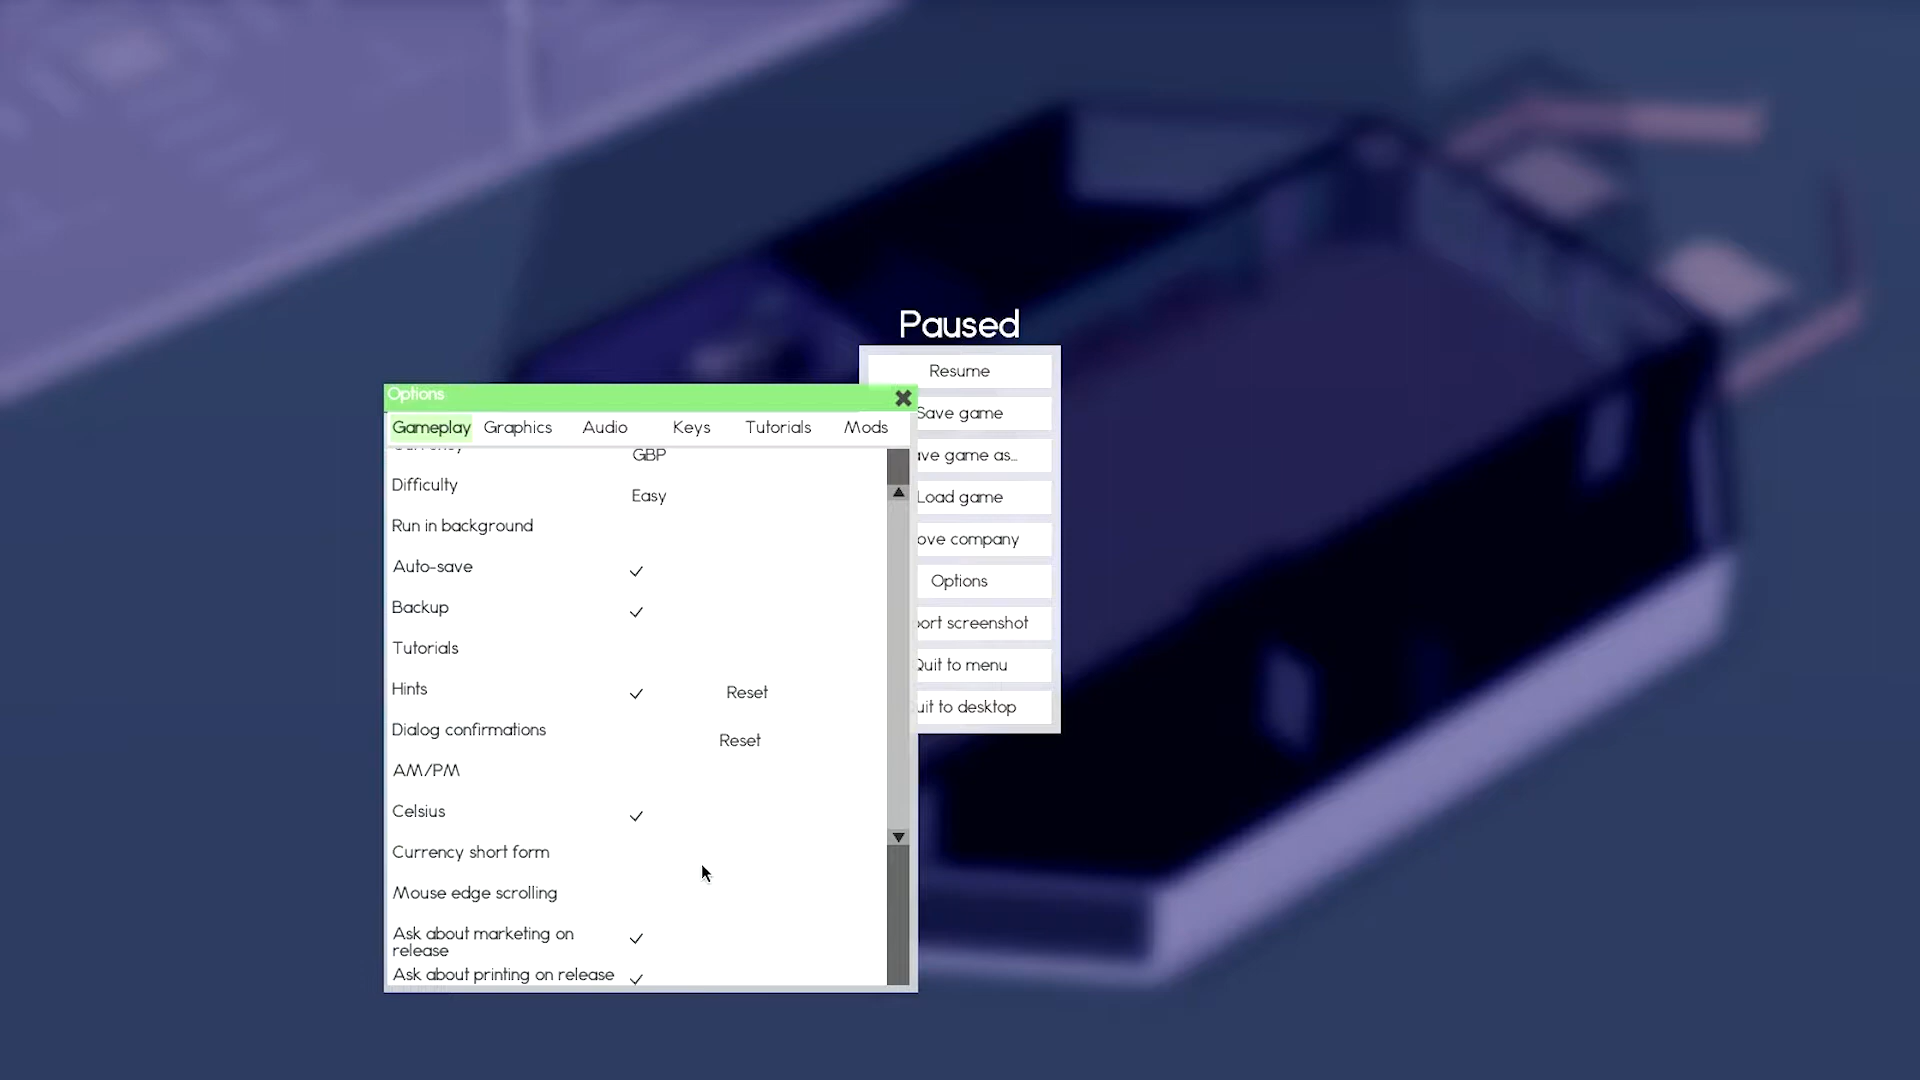 Paused
Resume
Save game
ve game as...
Load game
ove company
Options
ort screenshot
Quit to menu
uit to desktop
Options
Gameplay Graphics Audio Keys Tutorials Mods
Currency GBP
Difficulty Easy
Run in background
Auto-save
Backup
Tutorials
Hints Reset
Dialog confirmations Reset
AM/PM
Celsius
Currency short form
Mouse edge scrolling
Ask about marketing on
release
Ask about printing on release